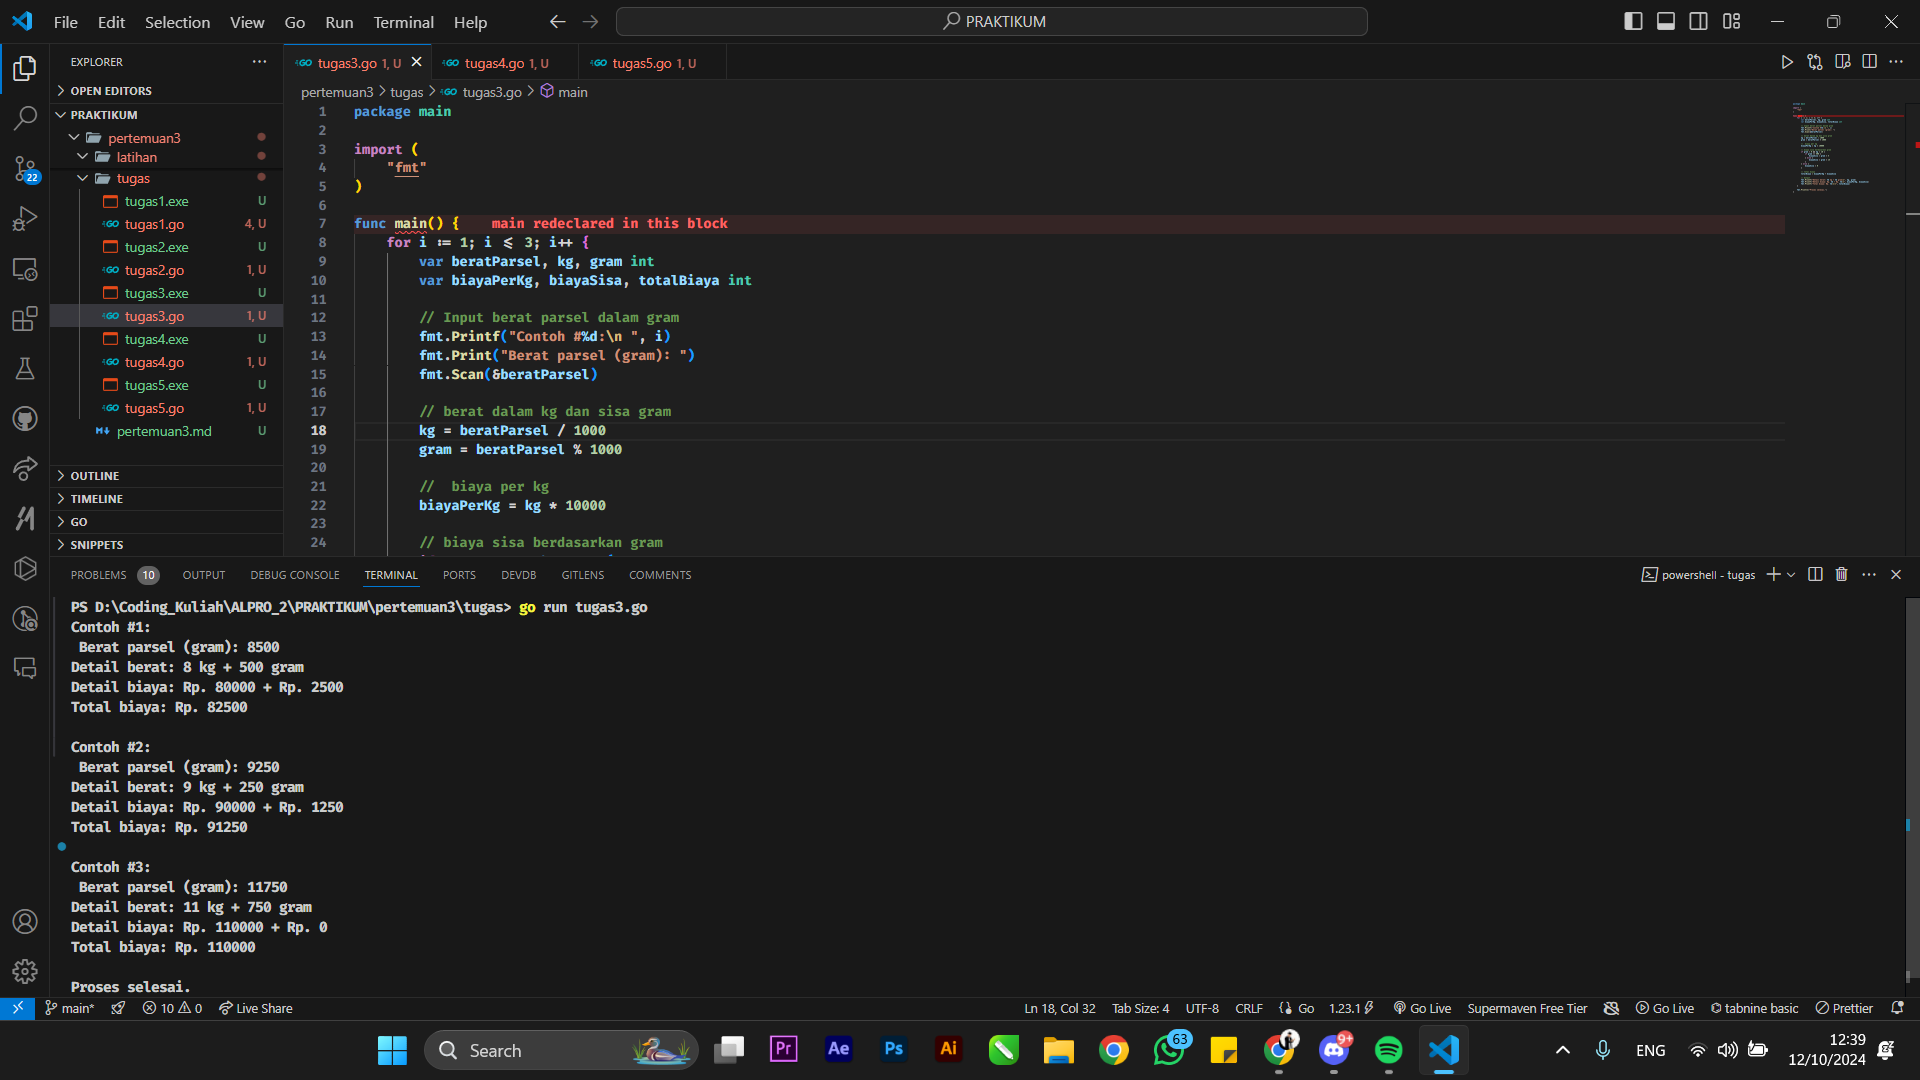 File Edit Selection View Go Run Terminal Help
PRAKTIKUM
EXPLORER
OPEN EDITORS
PRAKTIKUM
pertemuan3
latihan
tugas
tugas1.exe U
tugas1.go 4, U
tugas2.exe U
tugas2.go 1, U
tugas3.exe U
tugas3.go 1, U
tugas4.exe U
tugas4.go 1, U
tugas5.exe U
tugas5.go 1, U
pertemuan3.md U
OUTLINE
TIMELINE
GO
SNIPPETS
22
tugas3.go 1, U
tugas4.go 1, U
tugas5.go 1, U
pertemuan3 > tugas > tugas3.go > main
1 package main
2
3 import (
4 "fmt"
5 )
6
7 func main() { main redeclared in this block
8 for i := 1; i <= 3; i++ {
9 var beratParsel, kg, gram int
10 var biayaPerKg, biayaSisa, totalBiaya int
11
12 // Input berat parsel dalam gram
13 fmt.Printf("Contoh #%d:\n ", i)
14 fmt.Print("Berat parsel (gram): ")
15 fmt.Scan(&beratParsel)
16
17 // berat dalam kg dan sisa gram
18 kg = beratParsel / 1000
19 gram = beratParsel % 1000
20
21 //  biaya per kg
22 biayaPerKg = kg * 10000
23
24 // biaya sisa berdasarkan gram
PROBLEMS 10 OUTPUT DEBUG CONSOLE TERMINAL PORTS DEVDB GITLENS COMMENTS
powershell - tugas
PS D:\Coding_Kuliah\ALPRO_2\PRAKTIKUM\pertemuan3\tugas> go run tugas3.go
Contoh #1:
Berat parsel (gram): 8500
Detail berat: 8 kg + 500 gram
Detail biaya: Rp. 80000 + Rp. 2500
Total biaya: Rp. 82500
Contoh #2:
Berat parsel (gram): 9250
Detail berat: 9 kg + 250 gram
Detail biaya: Rp. 90000 + Rp. 1250
Total biaya: Rp. 91250
Contoh #3:
Berat parsel (gram): 11750
Detail berat: 11 kg + 750 gram
Detail biaya: Rp. 110000 + Rp. 0
Total biaya: Rp. 110000
Proses selesai.
main* 10 0 Live Share
Ln 18, Col 32 Tab Size: 4 UTF-8 CRLF Go 1.23.1 Go Live Supermaven Free Tier Go Live tabnine basic Prettier
Search
Pr Ae Ps Ai 63 9+
ENG
12:39
12/10/2024